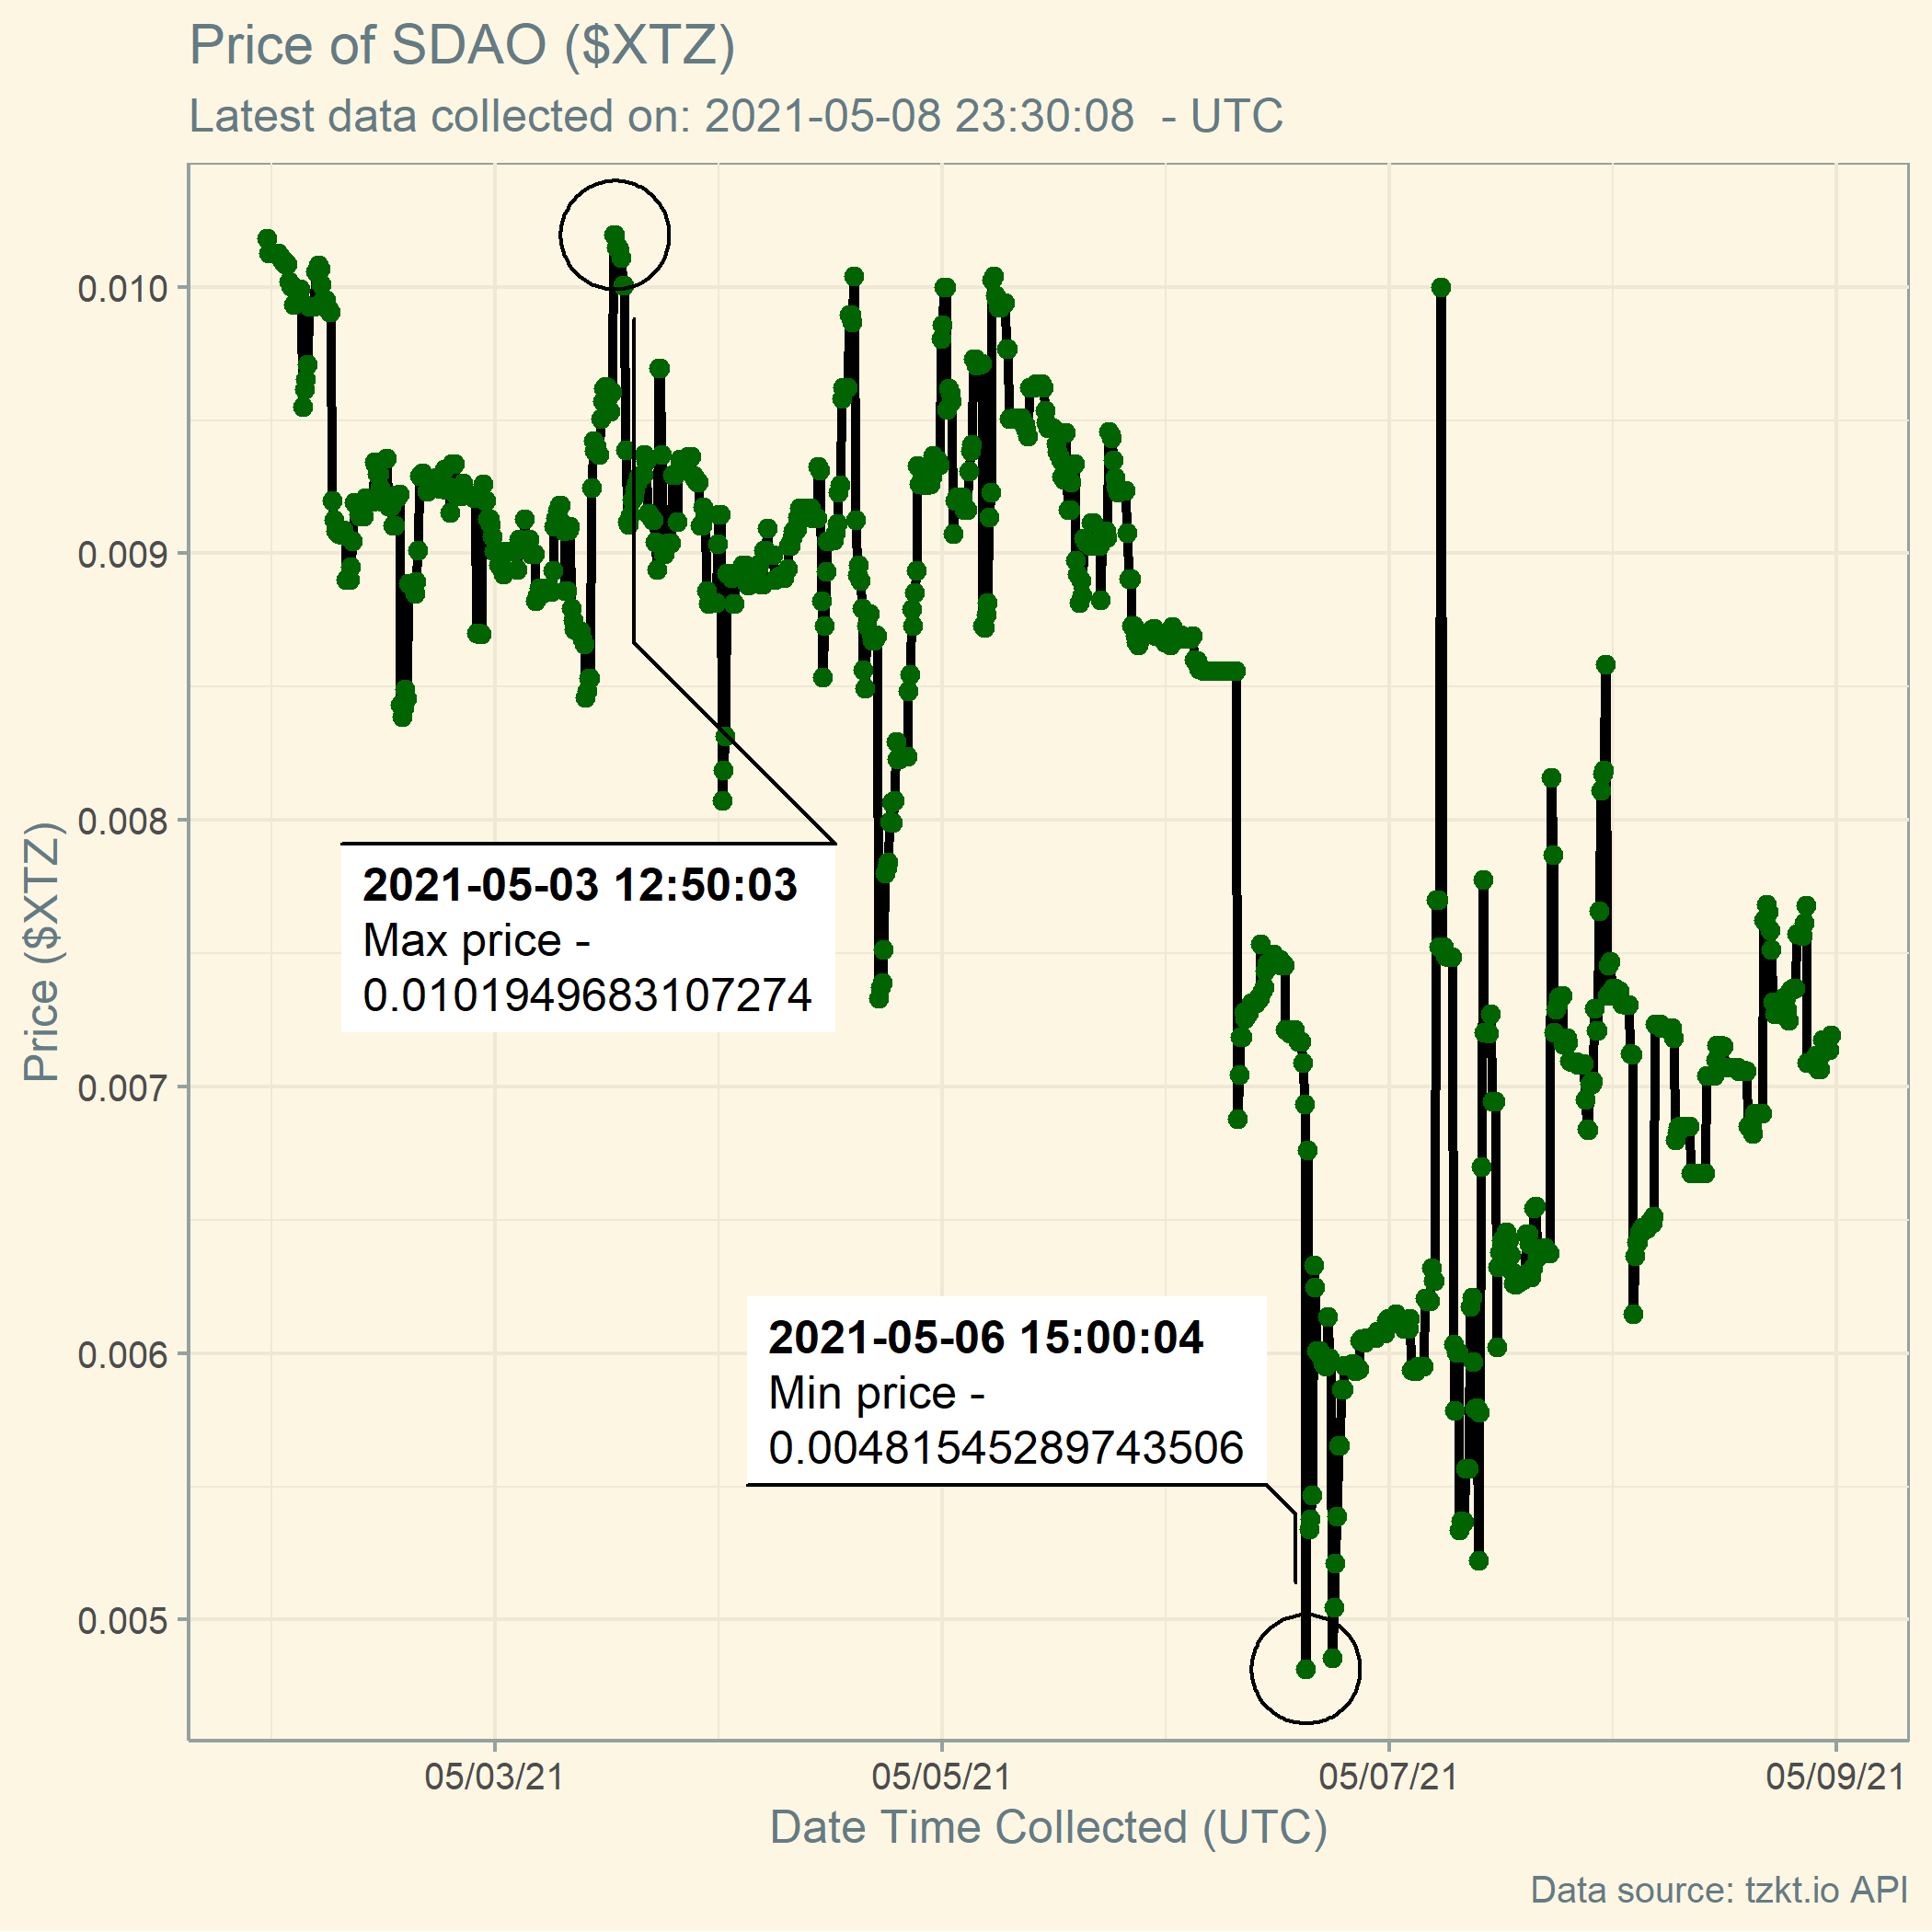 Price of SDAO ($XTZ)
Latest data collected on: 2021-05-08 23:30:08  - UTC
Price ($XTZ)
0.010
0.009
0.008
0.007
0.006
0.005
2021-05-03 12:50:03
Max price -
0.0101949683107274
2021-05-06 15:00:04
Min price -
0.00481545289743506
05/03/21
05/05/21
05/07/21
05/09/21
Date Time Collected (UTC)
Data source: tzkt.io API